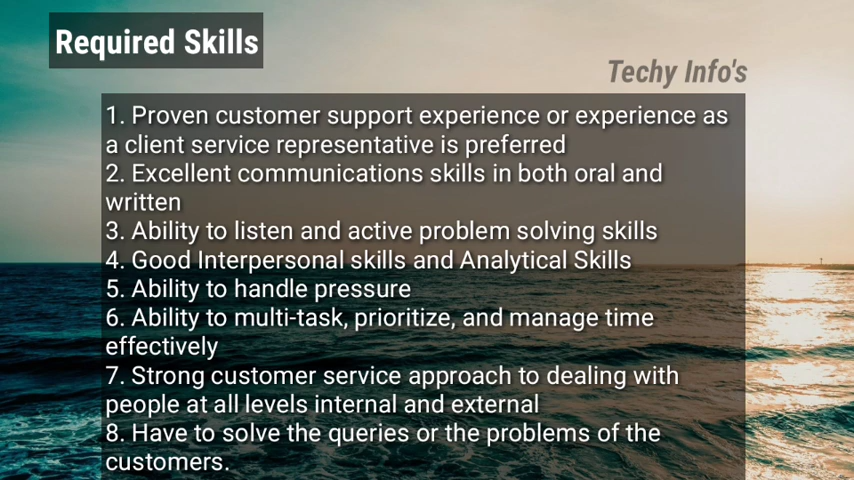 Required Skills
Techy Info's
1. Proven customer support experience or experience as
a client service representative is preferred
2. Excellent communications skills in both oral and
written
3. Ability to listen and active problem solving skills
4. Good Interpersonal skills and Analytical Skills
5. Ability to handle pressure
6. Ability to multi-task, prioritize, and manage time
effectively
7. Strong customer service approach to dealing with
people at all levels internal and external
8. Have to solve the queries or the problems of the
customers.